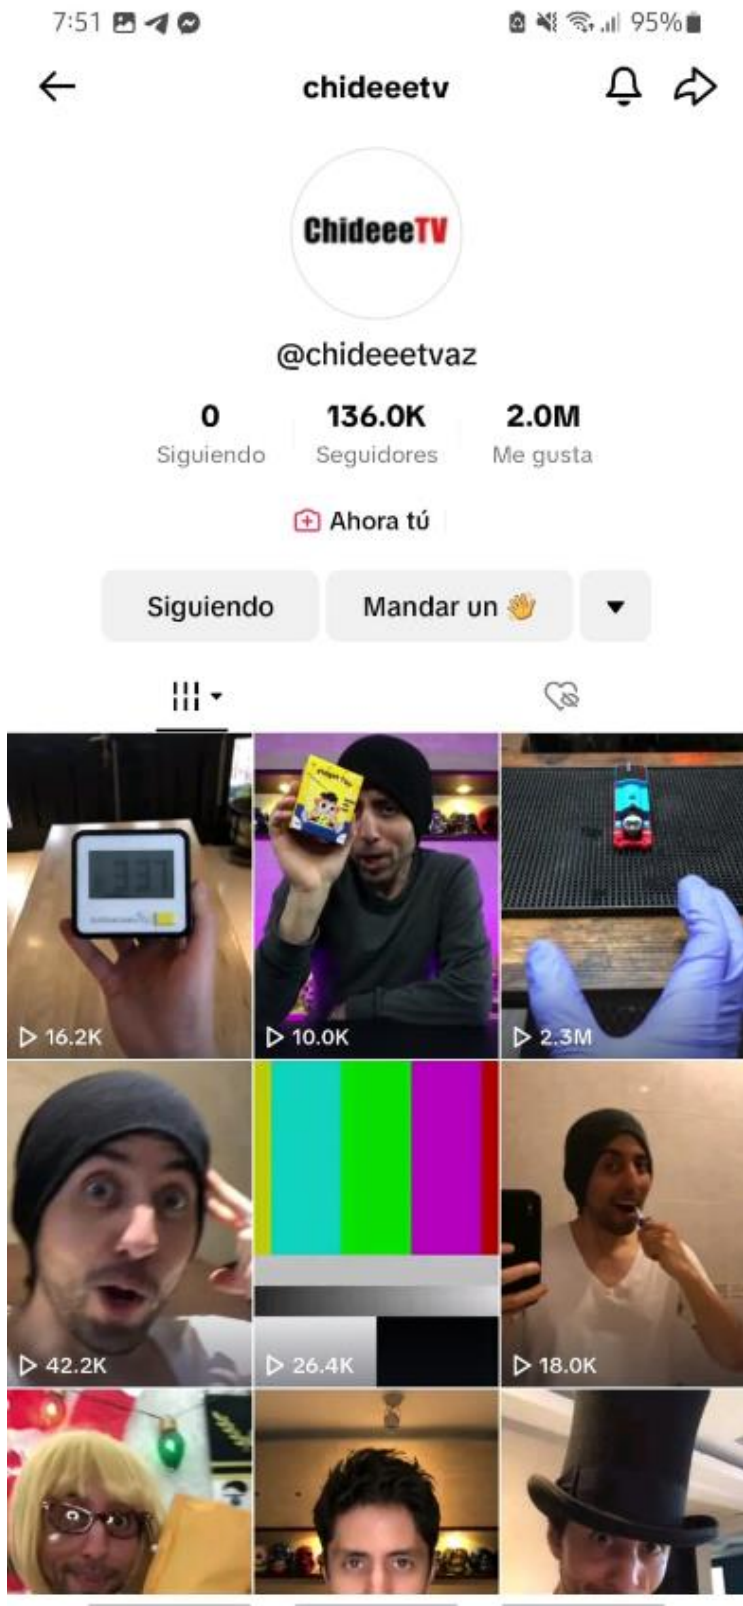 7:51
95%
chideeetv
ChideeeTV
@chideeetvaz
0 136.0K 2.0M
Siguiendo Seguidores Me gusta
Ahora tú
Siguiendo Mandar un 👋
337
16.2K 10.0K 2.3M
42.2K 26.4K 18.0K